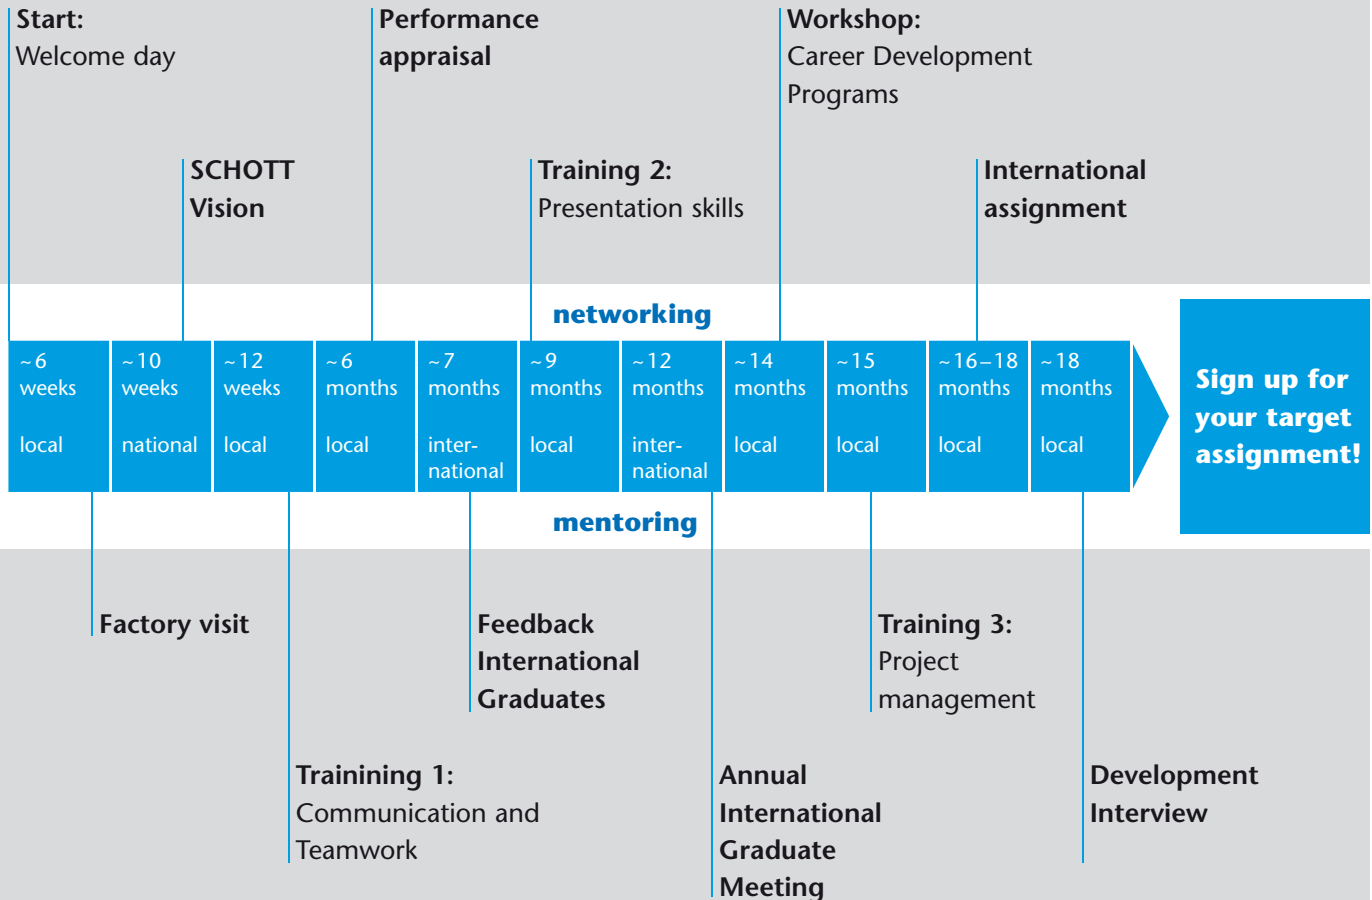 Start:
Welcome day
Performance
appraisal
Workshop:
Career Development
Programs
SCHOTT
Vision
Training 2:
Presentation skills
International
assignment
networking
~6
weeks
local
~10
weeks
national
~12
weeks
local
~6
months
local
~7
months
inter-
national
~9
months
local
~12
months
inter-
national
~14
months
local
~15
months
local
~16–18
months
local
~18
months
local
Sign up for
your target
assignment!
mentoring
Factory visit
Feedback
International
Graduates
Training 3:
Project
management
Trainining 1:
Communication and
Teamwork
Annual
International
Graduate
Meeting
Development
Interview